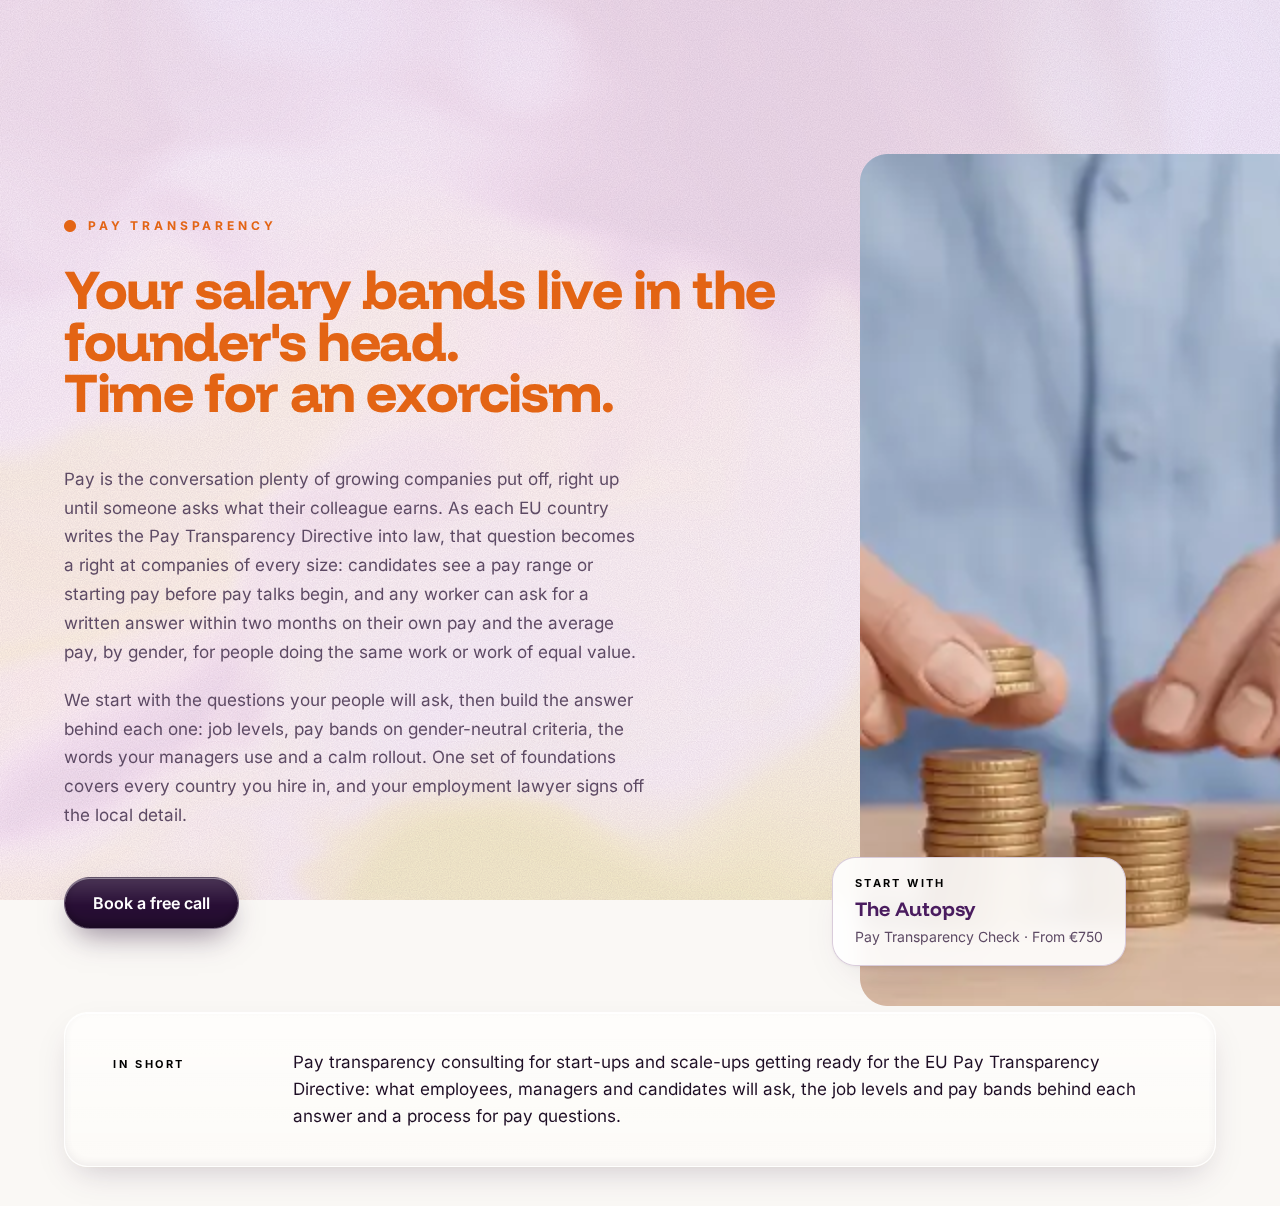 PAY TRANSPARENCY
Your salary bands live in the
founder's head.
Time for an exorcism.
Pay is the conversation plenty of growing companies put off, right up
until someone asks what their colleague earns. As each EU country
writes the Pay Transparency Directive into law, that question becomes
a right at companies of every size: candidates see a pay range or
starting pay before pay talks begin, and any worker can ask for a
written answer within two months on their own pay and the average
pay, by gender, for people doing the same work or work of equal value.
We start with the questions your people will ask, then build the answer
behind each one: job levels, pay bands on gender-neutral criteria, the
words your managers use and a calm rollout. One set of foundations
covers every country you hire in, and your employment lawyer signs off
the local detail.
Book a free call
START WITH
The Autopsy
Pay Transparency Check · From €750
IN SHORT
Pay transparency consulting for start-ups and scale-ups getting ready for the EU Pay Transparency
Directive: what employees, managers and candidates will ask, the job levels and pay bands behind each
answer and a process for pay questions.